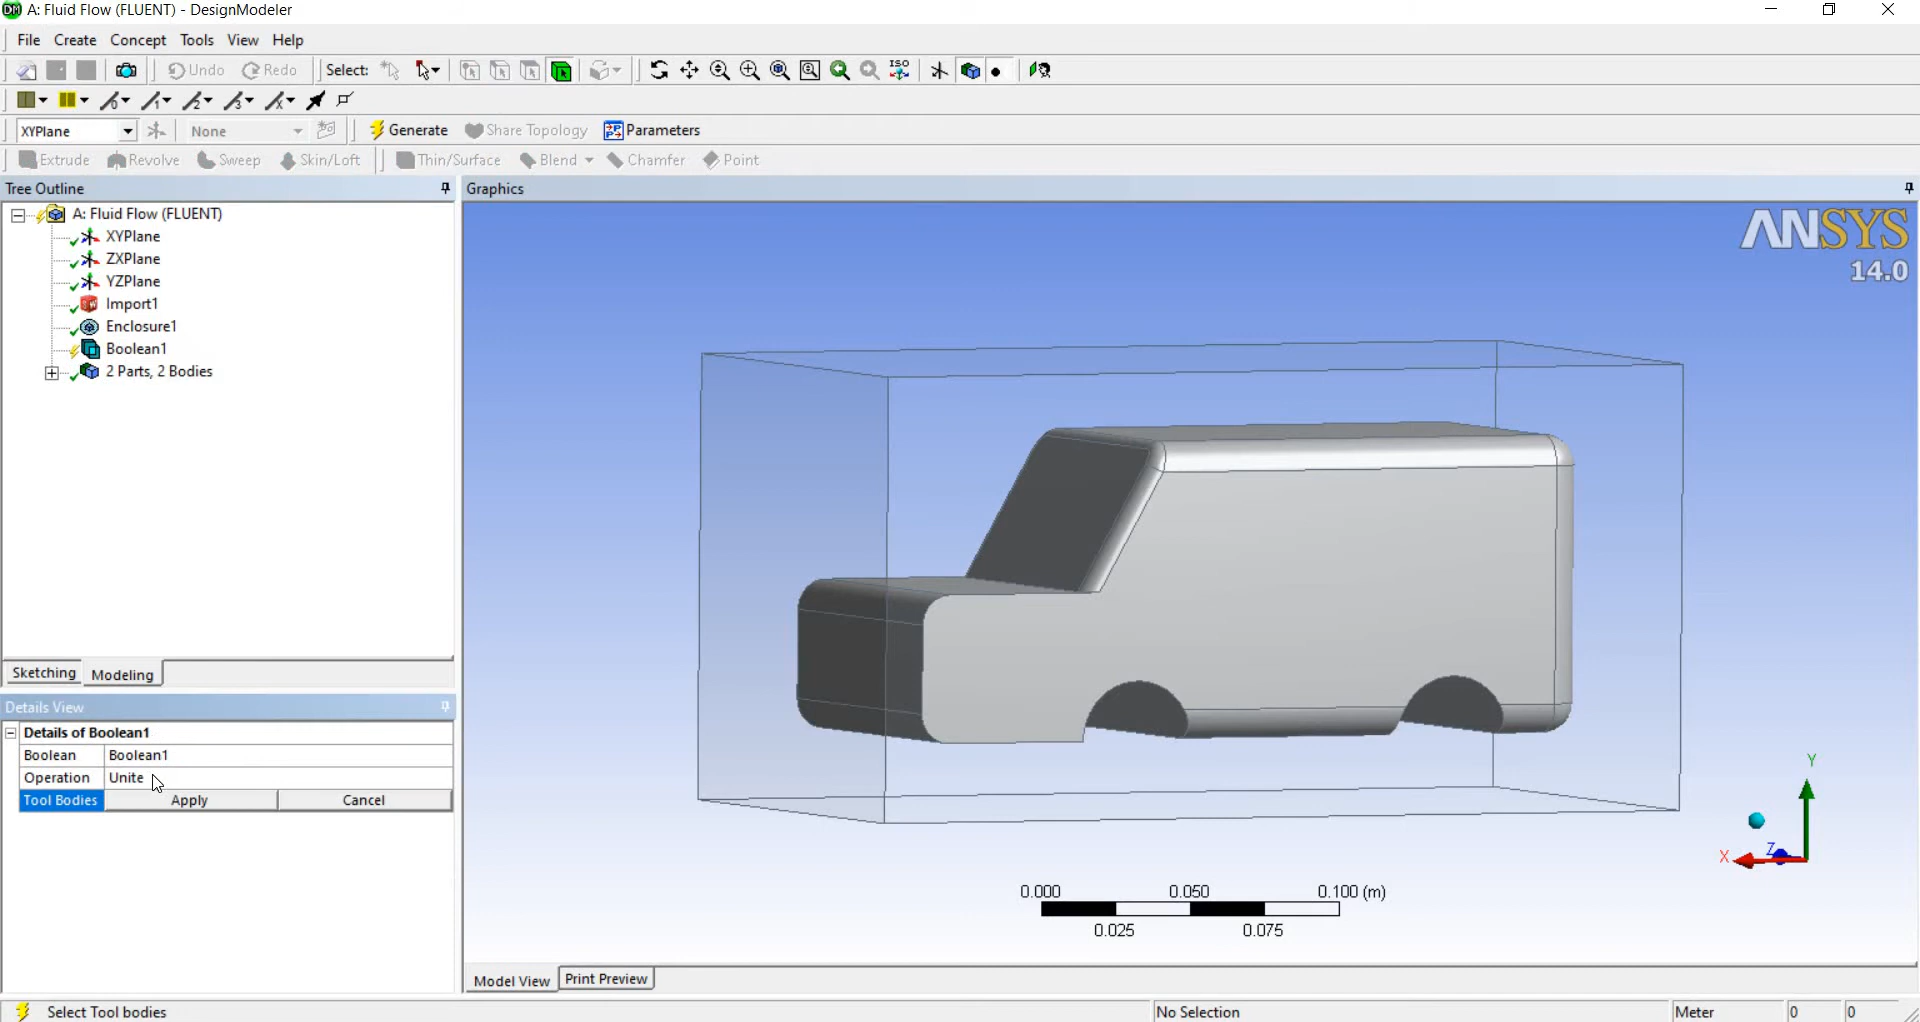 DM A: Fluid Flow (FLUENT) - DesignModeler
File Create Concept Tools View Help
Undo Redo Select: ISO
XYPlane None Generate Share Topology Parameters
Extrude Revolve Sweep Skin/Loft Thin/Surface Blend Chamfer Point
Tree Outline
A: Fluid Flow (FLUENT)
XYPlane
ZXPlane
YZPlane
Import1
Enclosure1
Boolean1
2 Parts, 2 Bodies
Sketching Modeling
Details View
Details of Boolean1
Boolean Boolean1
Operation Unite
Tool Bodies Apply Cancel
Graphics
ANSYS
14.0
Y
X
Z
0.000 0.050 0.100 (m)
0.025 0.075
Model View Print Preview
Select Tool bodies No Selection Meter 0 0